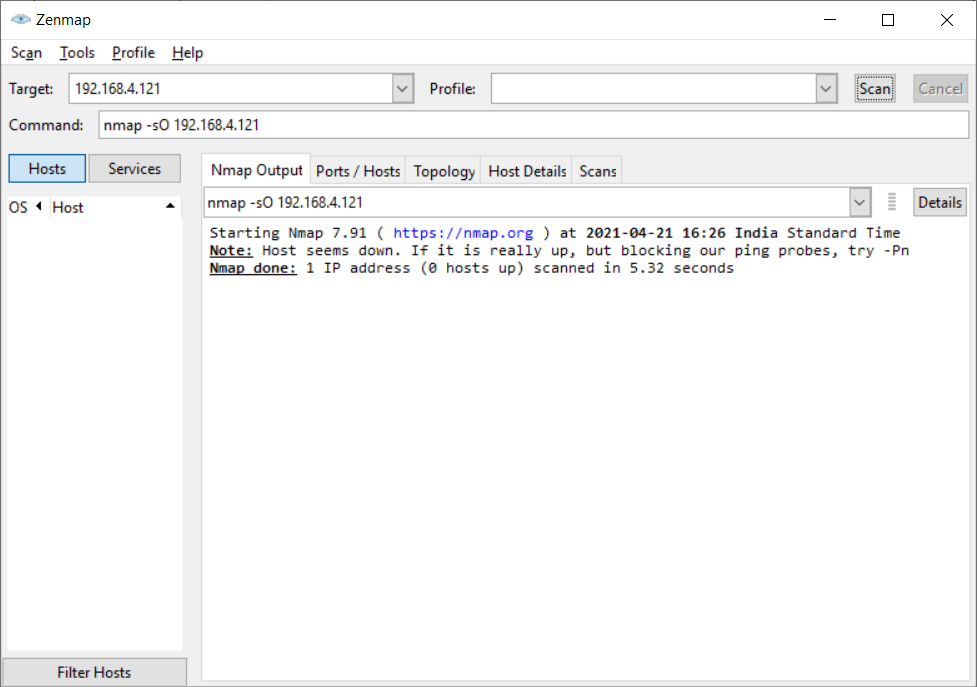 Zenmap
Scan Tools Profile Help
Target: 192.168.4.121 Profile: Scan Cancel
Command: nmap -sO 192.168.4.121
Hosts Services
Nmap Output Ports / Hosts Topology Host Details Scans
OS Host
nmap -sO 192.168.4.121 Details
Starting Nmap 7.91 ( https://nmap.org ) at 2021-04-21 16:26 India Standard Time
Note: Host seems down. If it is really up, but blocking our ping probes, try -Pn
Nmap done: 1 IP address (0 hosts up) scanned in 5.32 seconds
Filter Hosts